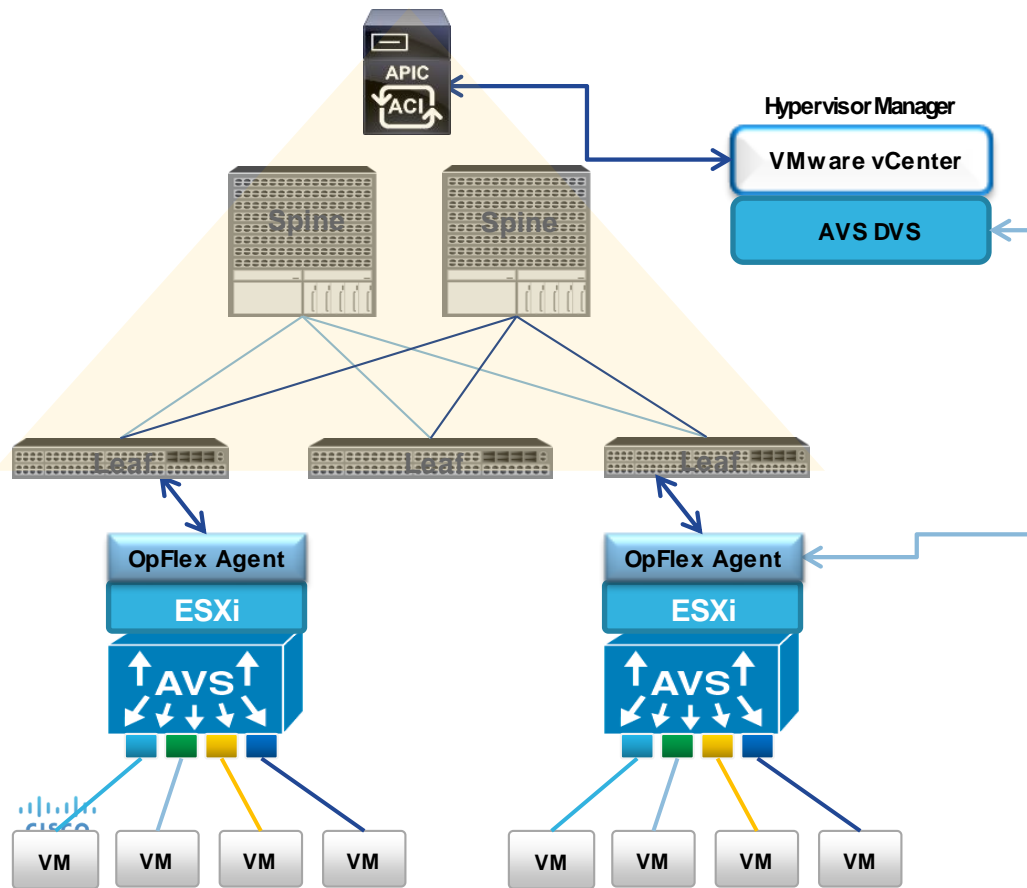 APIC
ACI
Hypervisor Manager
VMware vCenter
AVS DVS
Spine
Spine
Leaf
Leaf
Leaf
OpFlex Agent
OpFlex Agent
ESXi
ESXi
AVS
AVS
CISCO
VM
VM
VM
VM
VM
VM
VM
VM